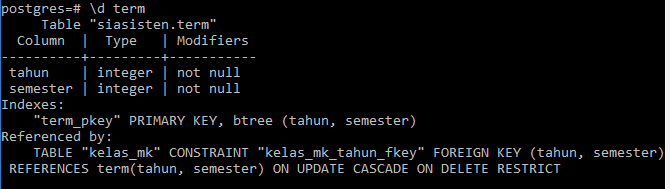 postgres=# \d term
Table "siasisten.term"
Column | Type | Modifiers
----------+---------+-----------
tahun | integer | not null
semester | integer | not null
Indexes:
"term_pkey" PRIMARY KEY, btree (tahun, semester)
Referenced by:
TABLE "kelas_mk" CONSTRAINT "kelas_mk_tahun_fkey" FOREIGN KEY (tahun, semester)
REFERENCES term(tahun, semester) ON UPDATE CASCADE ON DELETE RESTRICT